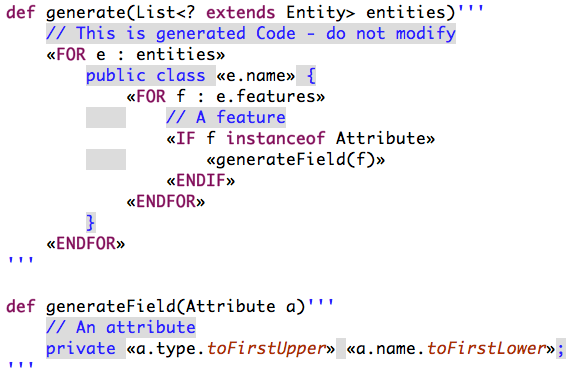 def generate(List<? extends Entity> entities)'''
    // This is generated Code - do not modify
    «FOR e : entities»
        public class «e.name» {
            «FOR f : e.features»
                // A feature
                «IF f instanceof Attribute»
                    «generateField(f)»
                «ENDIF»
            «ENDFOR»
        }
    «ENDFOR»
'''
def generateField(Attribute a)'''
    // An attribute
    private «a.type.toFirstUpper» «a.name.toFirstLower»;
'''